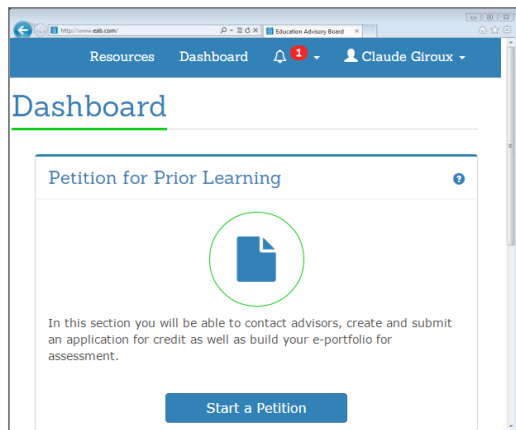 http://www.eab.com/
Education Advisory Board
Resources Dashboard 1 Claude Giroux
Dashboard
Petition for Prior Learning
In this section you will be able to contact advisors, create and submit
an application for credit as well as build your e-portfolio for
assessment.
Start a Petition